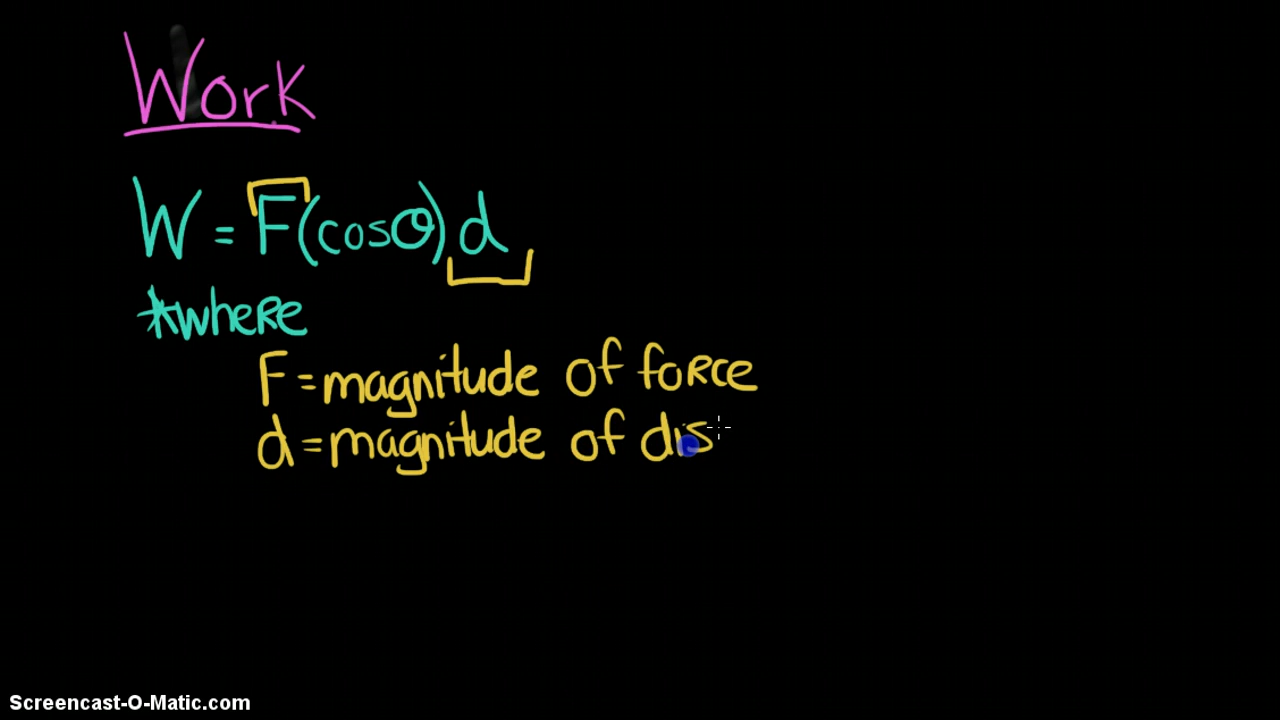 Work
W = F(cosθ)d
*where
F = magnitude of force
d = magnitude of dis
Screencast-O-Matic.com